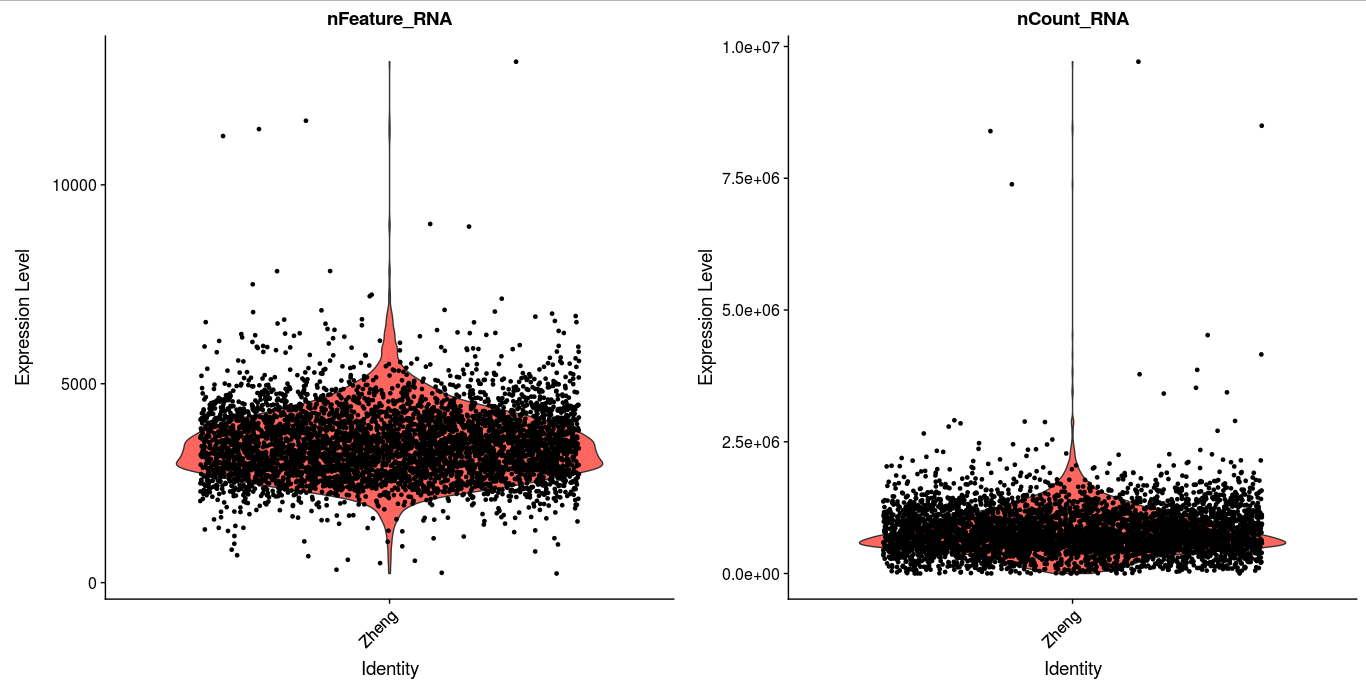 nFeature_RNA
Expression Level
10000
5000
0
Zheng
Identity
nCount_RNA
Expression Level
1.0e+07
7.5e+06
5.0e+06
2.5e+06
0.0e+00
Zheng
Identity